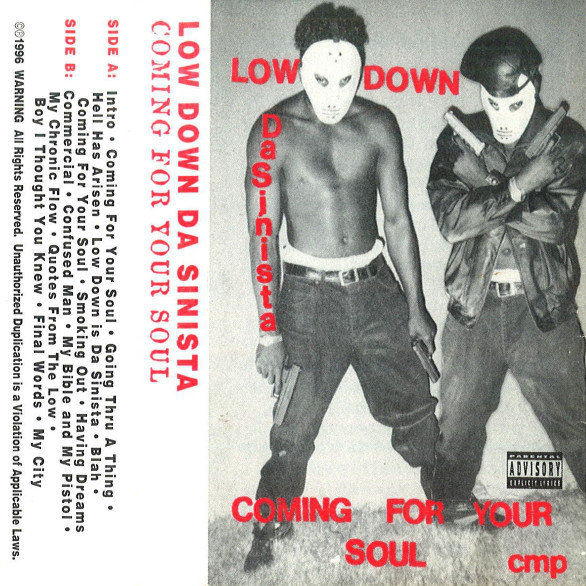 LOW DOWN DA SINISTA
COMING FOR YOUR SOUL
SIDE A: Intro • Coming For Your Soul • Going Thru A Thing •
Hell Has Arisen • Low Down is Da Sinista • Blah •
Coming For Your Soul • Smoking Out • Having Dreams
SIDE B: Commercial • Confused Man • My Bible and My Pistol •
My Chronic Flow • Quotes From The Low •
Boy I Thought You Knew • Final Words • My City
©℗1996 WARNING All Rights Reserved. Unauthorized Duplication is a Violation of Applicable Laws.
LOW DOWN
DaSinista
PARENTAL
ADVISORY
EXPLICIT LYRICS
COMING FOR YOUR
SOUL
cmp